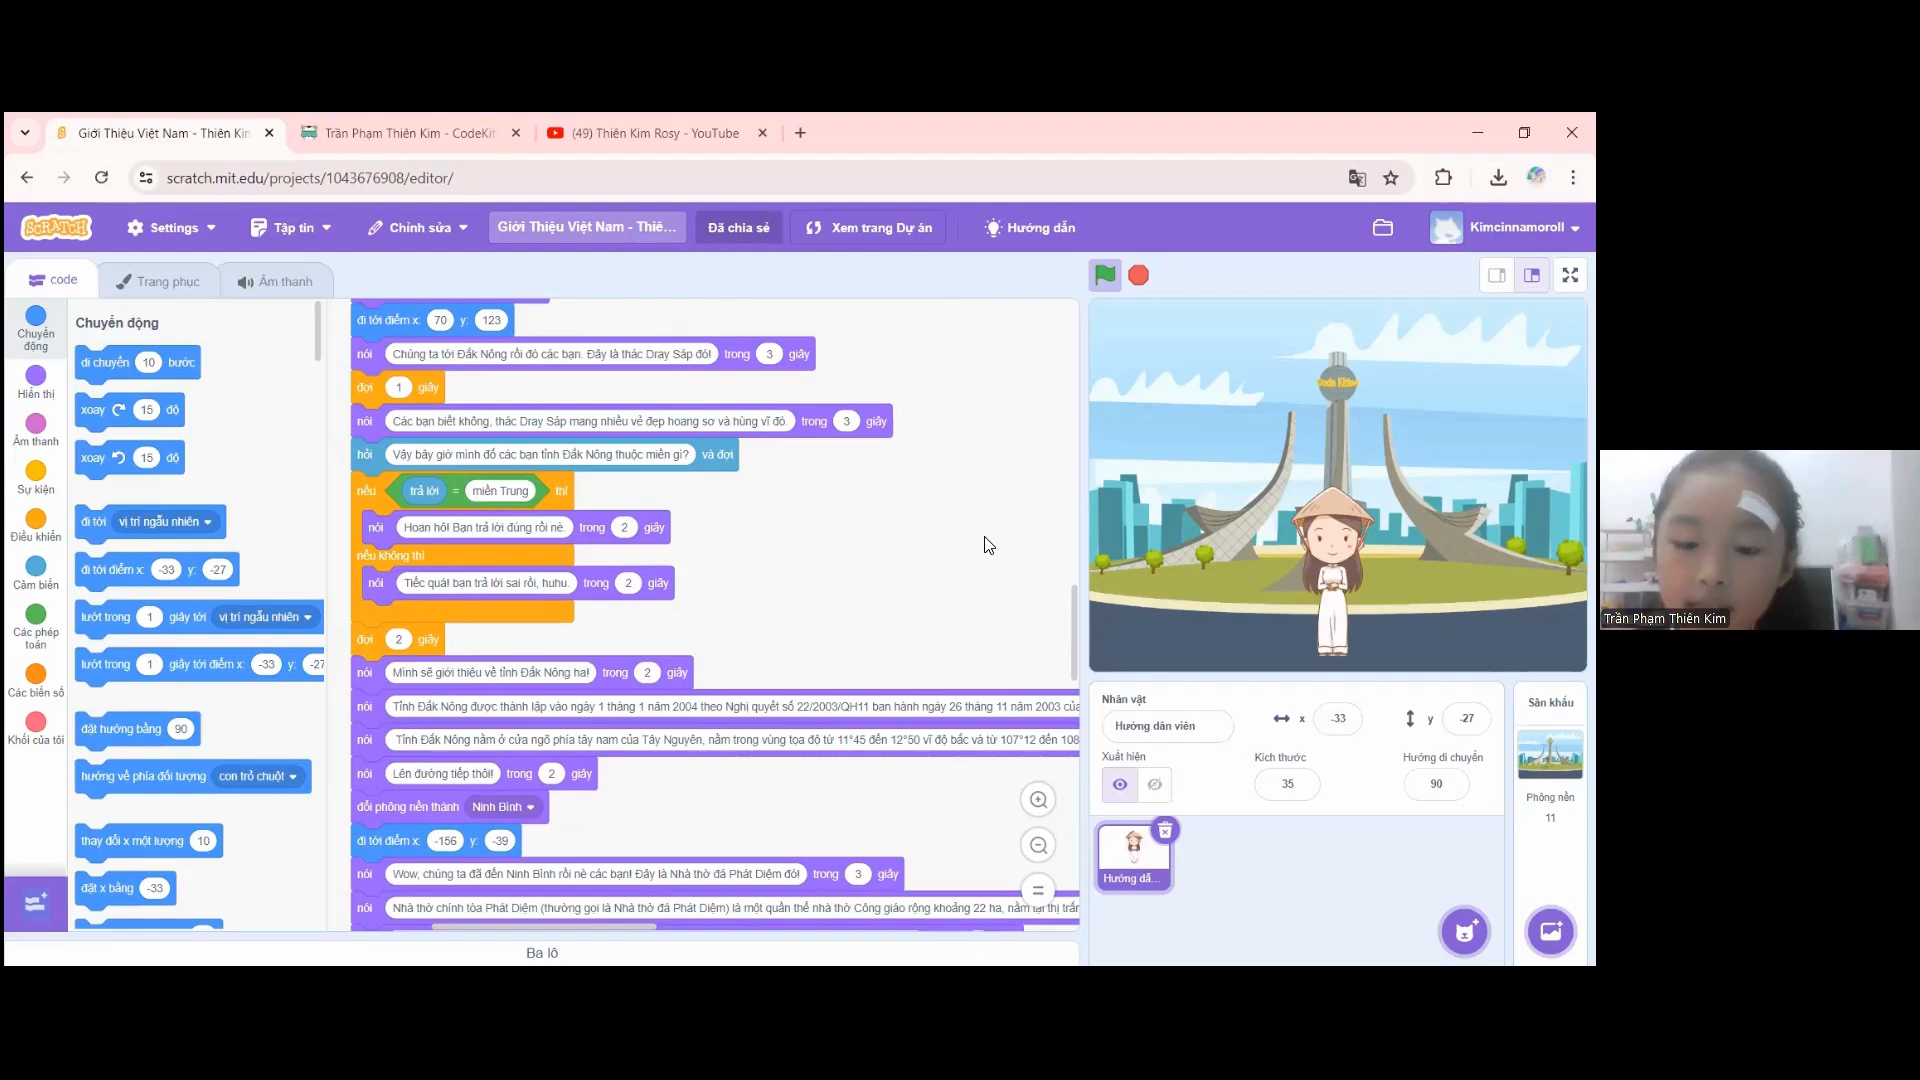 Giới Thiệu Việt Nam - Thiên Kim
Trần Phạm Thiên Kim - CodeKit
(49) Thiên Kim Rosy - YouTube
scratch.mit.edu/projects/1043676908/editor/
SCRATCH
Settings
Tập tin
Chỉnh sửa
Giới Thiệu Việt Nam - Thiê...
Đã chia sẻ
Xem trang Dự án
Hướng dẫn
Kimcinnamoroll
code
Trang phục
Âm thanh
Chuyển động
Hiển thị
Âm thanh
Sự kiện
Điều khiển
Cảm biến
Các phép toán
Các biến số
Khối của tôi
Chuyển động
di chuyển 10 bước
xoay 15 độ
xoay 15 độ
đi tới vị trí ngẫu nhiên
đi tới điểm x: -33 y: -27
lướt trong 1 giây tới vị trí ngẫu nhiên
lướt trong 1 giây tới điểm x: -33 y: -27
đặt hướng bằng 90
hướng về phía đối tượng con trỏ chuột
thay đổi x một lượng 10
đặt x bằng -33
đi tới điểm x: 70 y: 123
nói Chúng ta tới Đắk Nông rồi đó các bạn. Đây là thác Dray Sáp đó! trong 3 giây
đợi 1 giây
nói Các bạn biết không, thác Dray Sáp mang nhiều vẻ đẹp hoang sơ và hùng vĩ đó. trong 3 giây
hỏi Vậy bây giờ mình đố các bạn tỉnh Đắk Nông thuộc miền gì? và đợi
nếu trả lời = miền Trung thì
nói Hoan hô! Bạn trả lời đúng rồi nè. trong 2 giây
nếu không thì
nói Tiếc quá! bạn trả lời sai rồi, huhu. trong 2 giây
đợi 2 giây
nói Mình sẽ giới thiệu về tỉnh Đắk Nông ha! trong 2 giây
nói Tỉnh Đắk Nông được thành lập vào ngày 1 tháng 1 năm 2004 theo Nghị quyết số 22/2003/QH11 ban hành ngày 26 tháng 11 năm 2003 của
nói Tỉnh Đắk Nông nằm ở cửa ngõ phía tây nam của Tây Nguyên, nằm trong vùng tọa độ từ 11°45 đến 12°50 vĩ độ bắc và từ 107°12 đến 108
nói Lên đường tiếp thôi! trong 2 giây
đổi phông nền thành Ninh Bình
đi tới điểm x: -156 y: -39
nói Wow, chúng ta đã đến Ninh Bình rồi nè các bạn! Đây là Nhà thờ đá Phát Diệm đó! trong 3 giây
nói Nhà thờ chính tòa Phát Diệm (thường gọi là Nhà thờ đá Phát Diệm) là một quần thể nhà thờ Công giáo rộng khoảng 22 ha, nằm tại thị trấn
Ba lô
Code Kitten
Nhân vật
Hướng dẫn viên
x -33
y -27
Xuất hiện
Kích thước
35
Hướng di chuyển
90
Hướng dẫ...
Sân khấu
Phông nền
11
Trần Phạm Thiên Kim